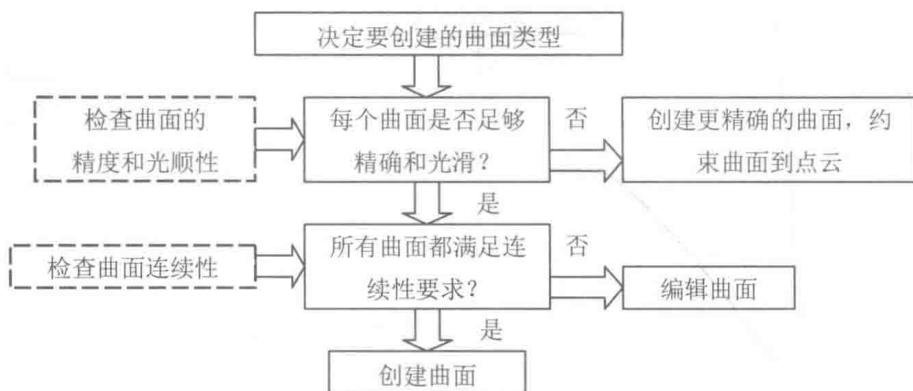 决定要创建的曲面类型
检查曲面的
精度和光顺性
每个曲面是否足够
精确和光滑？
否
创建更精确的曲面，约
束曲面到点云
是
检查曲面连续性
所有曲面都满足连
续性要求？
否
编辑曲面
是
创建曲面